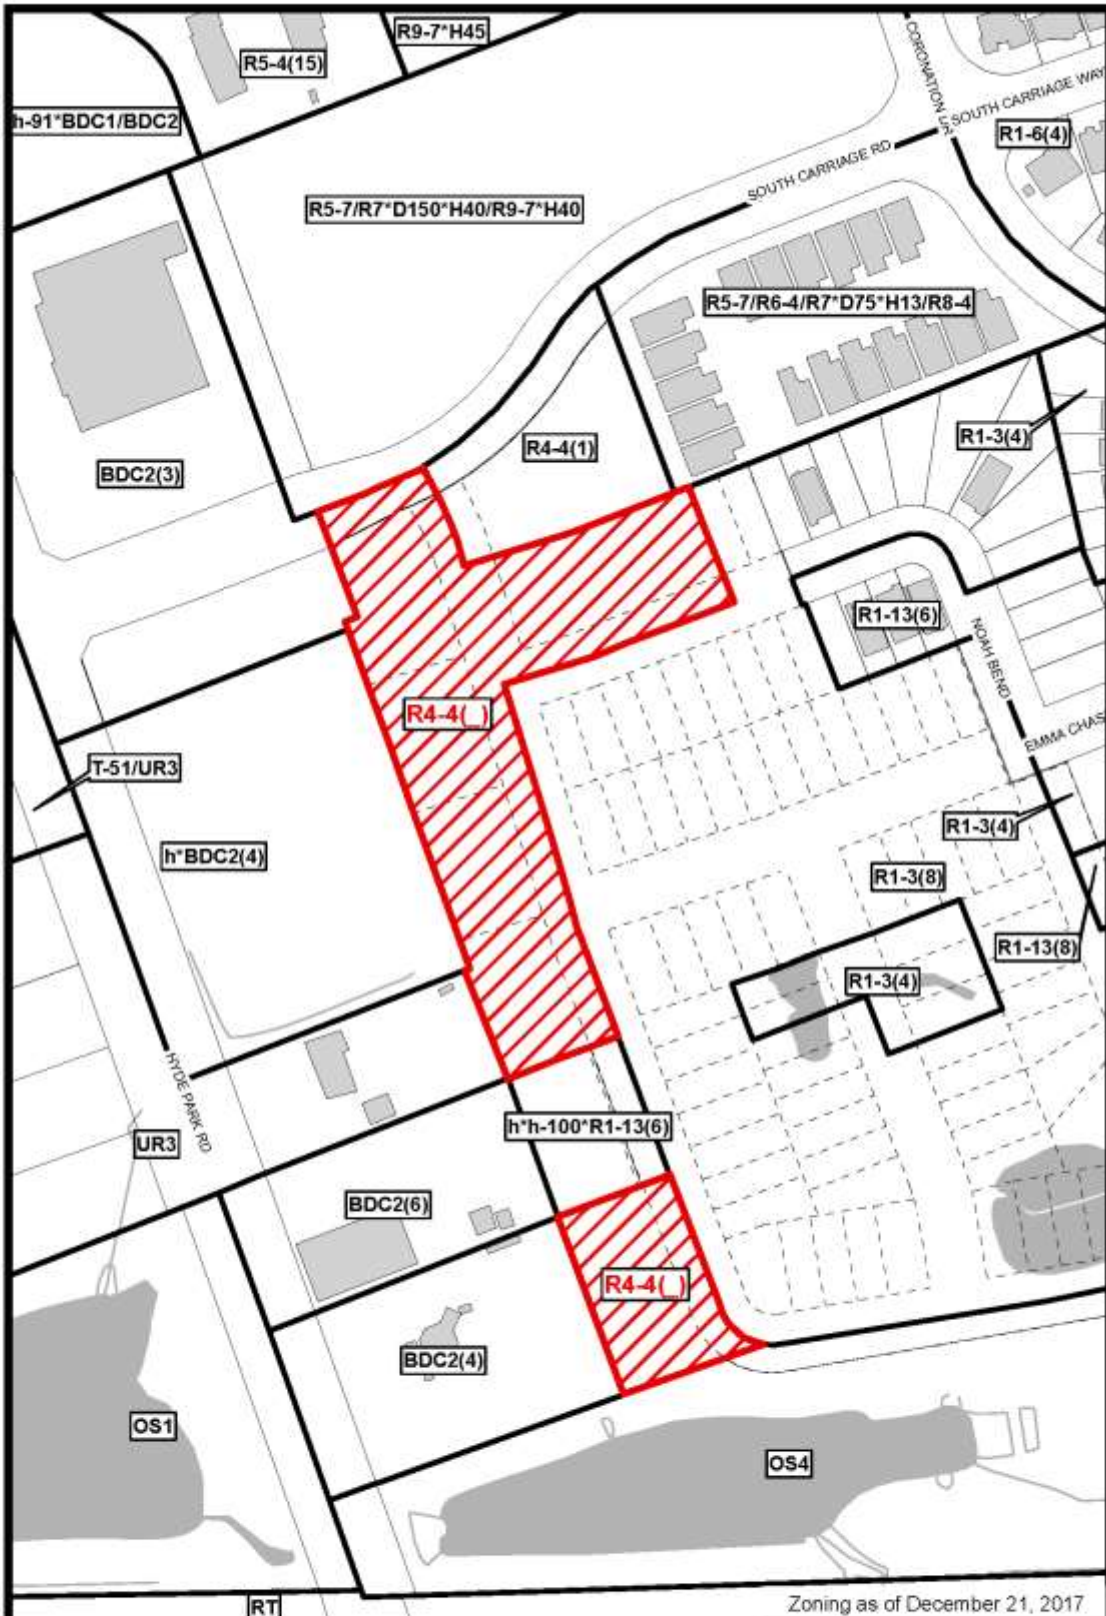 R9-7*H45
R5-4(15)
h-91*BDC1/BDC2
SOUTH CARRIAGE WAY
R1-6(4)
SOUTH CARRIAGE RD
R5-7/R7*D150*H40/R9-7*H40
R5-7/R6-4/R7*D75*H13/R8-4
R1-3(4)
R4-4(1)
BDC2(3)
R1-13(6)
NOAH BEND
R4-4(_)
T-51/UR3
R1-3(4)
h*BDC2(4)
R1-3(8)
R1-13(8)
R1-3(4)
HYDE PARK RD
h*h-100*R1-13(6)
UR3
BDC2(6)
R4-4(_)
BDC2(4)
OS1
OS4
RT
Zoning as of December 21, 2017
CORONATION
EMMA CHAS